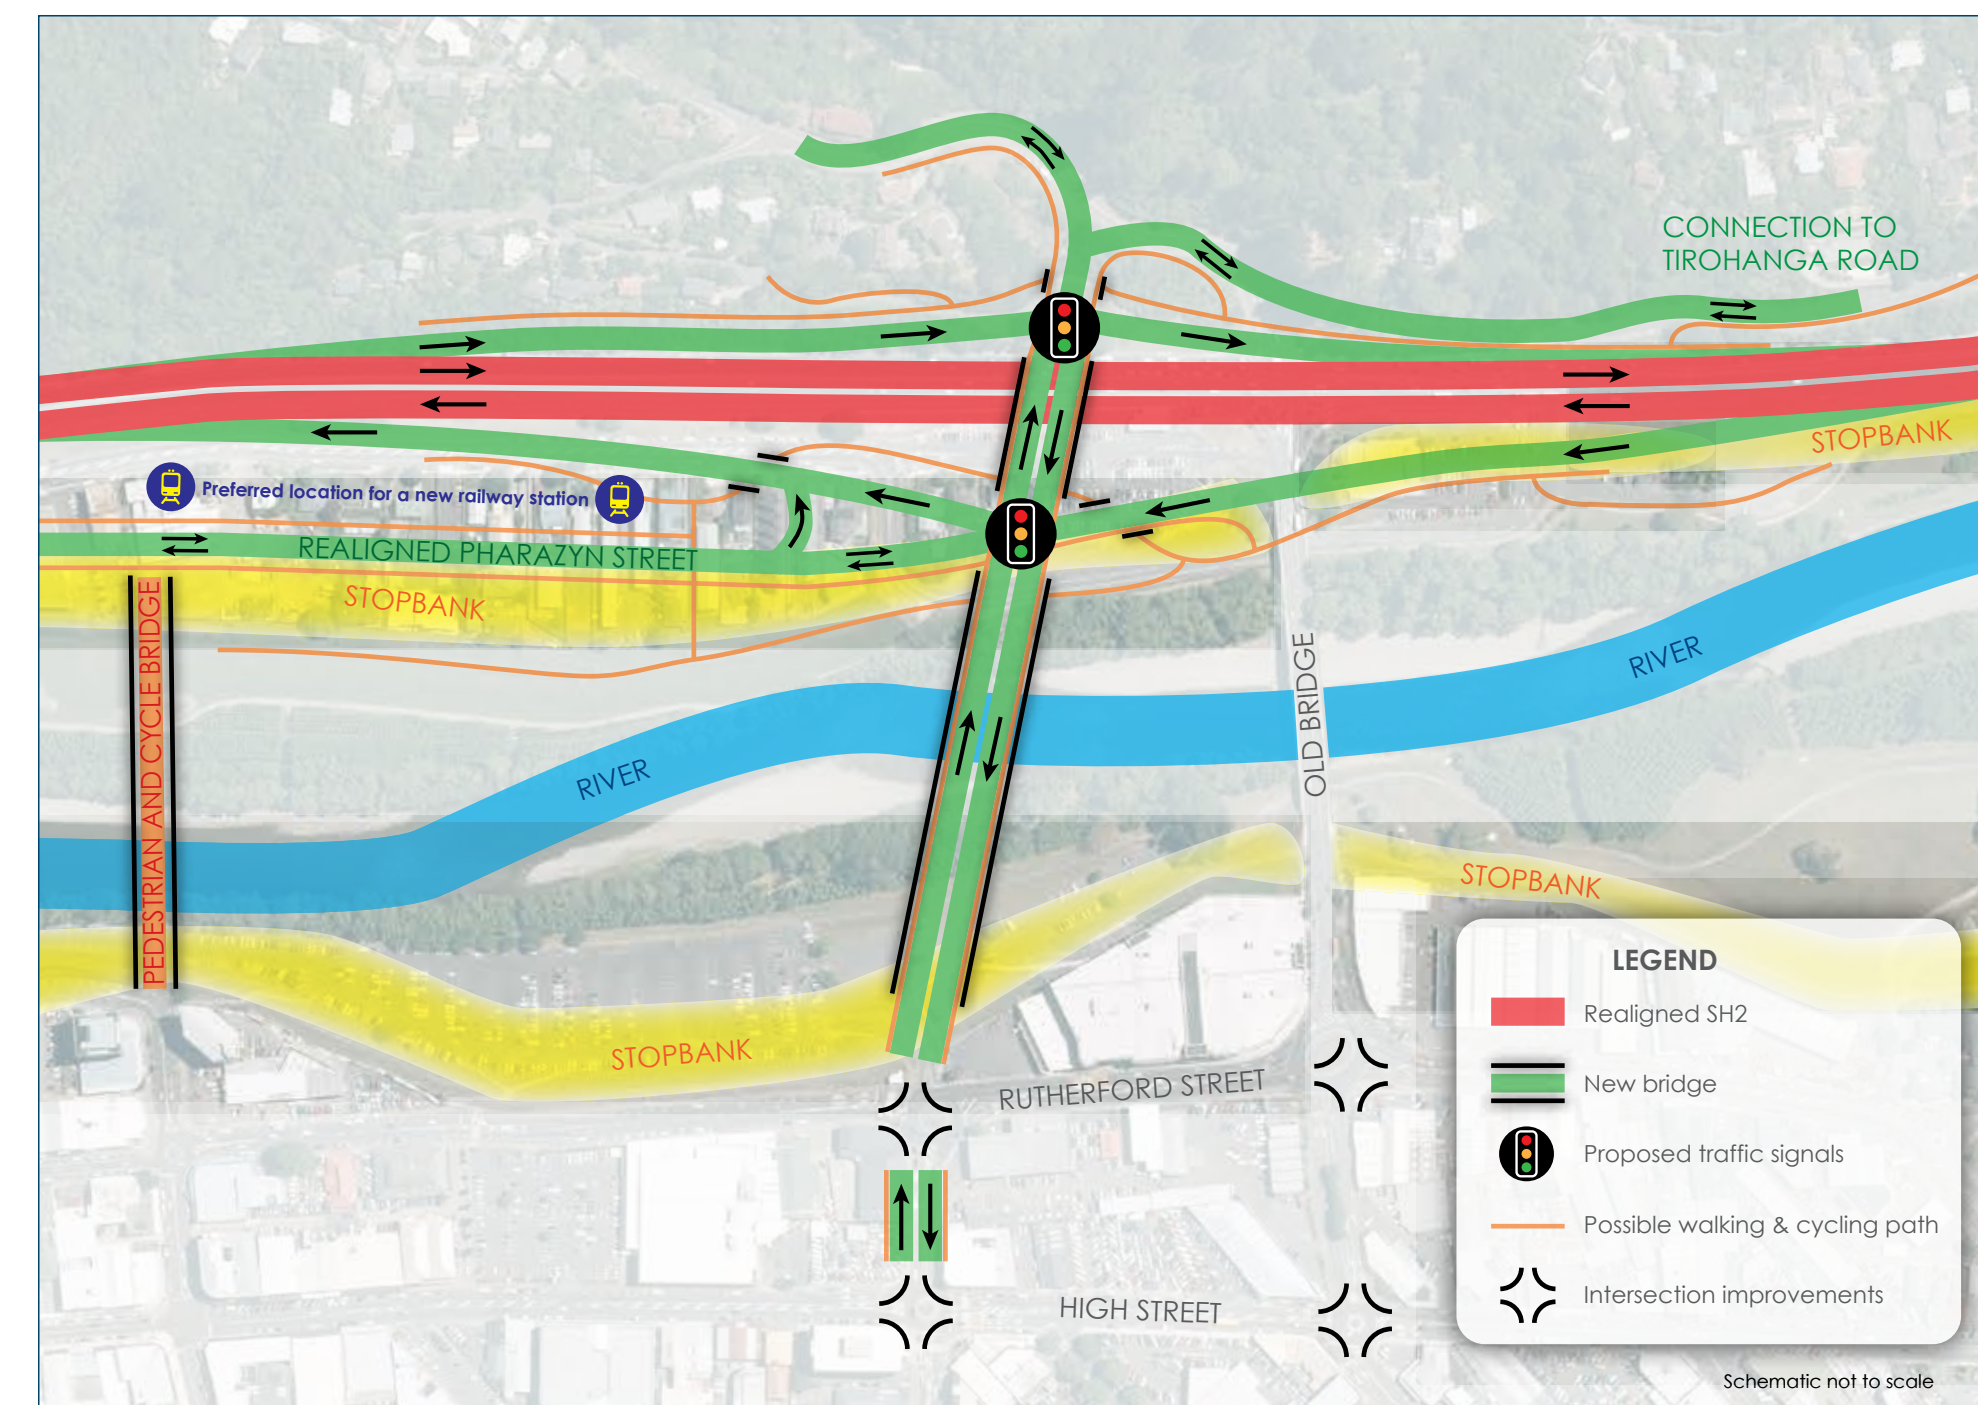 CONNECTION TO
TIROHANGA ROAD
STOPBANK
Preferred location for a new railway station
REALIGNED PHARAZYN STREET
STOPBANK
PEDESTRIAN AND CYCLE BRIDGE
OLD BRIDGE
RIVER
RIVER
STOPBANK
STOPBANK
RUTHERFORD STREET
HIGH STREET
LEGEND
Realigned SH2
New bridge
Proposed traffic signals
Possible walking & cycling path
Intersection improvements
Schematic not to scale